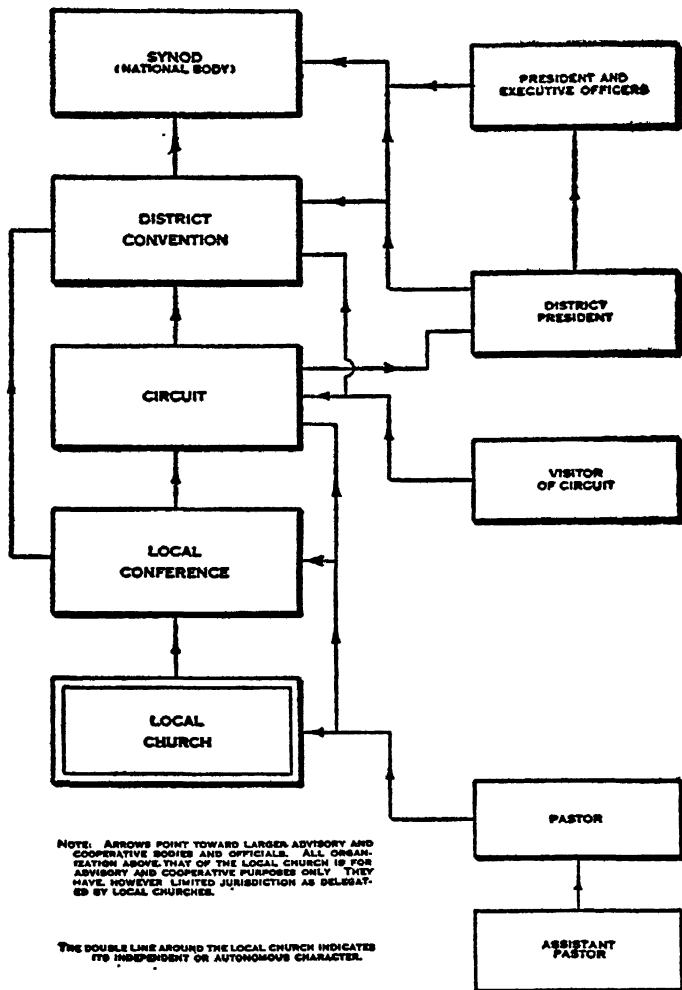 SYNOD
(NATIONAL BODY)
PRESIDENT AND
EXECUTIVE OFFICERS
DISTRICT
CONVENTION
DISTRICT
PRESIDENT
CIRCUIT
VISITOR
OF CIRCUIT
LOCAL
CONFERENCE
LOCAL
CHURCH
PASTOR
ASSISTANT
PASTOR
NOTE: ARROWS POINT TOWARD LARGER ADVISORY AND
COOPERATIVE BODIES AND OFFICIALS. ALL ORGAN-
IZATION ABOVE THAT OF THE LOCAL CHURCH IS FOR
ADVISORY AND COOPERATIVE PURPOSES ONLY THEY
HAVE, HOWEVER LIMITED JURISDICTION AS DELEGAT-
ED BY LOCAL CHURCHES.
THE DOUBLE LINE AROUND THE LOCAL CHURCH INDICATES
ITS INDEPENDENT OR AUTONOMOUS CHARACTER.